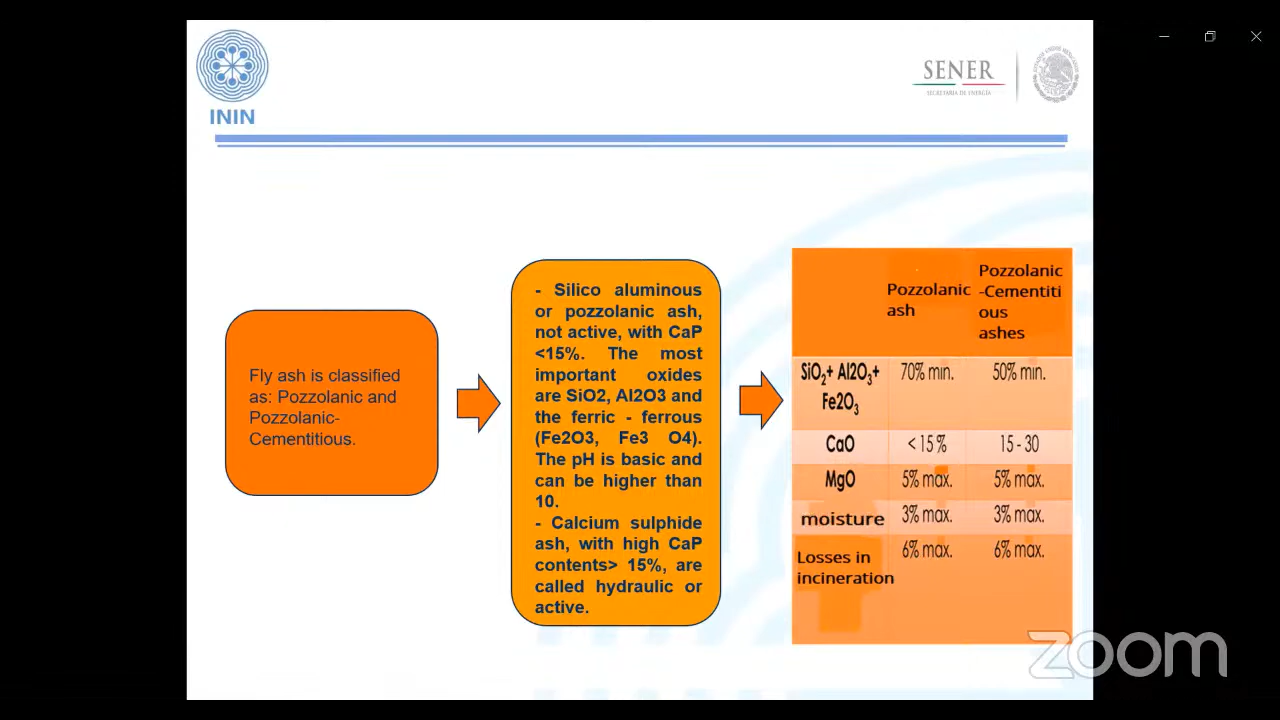 ININ
SENER
SECRETARÍA DE ENERGÍA
Fly ash is classified
as: Pozzolanic and
Pozzolanic-
Cementitious.
- Silico aluminous
or pozzolanic ash,
not active, with CaP
<15%. The most
important oxides
are SiO2, Al2O3 and
the ferric - ferrous
(Fe2O3, Fe3 O4).
The pH is basic and
can be higher than
10.
- Calcium sulphide
ash, with high CaP
contents> 15%, are
called hydraulic or
active.
Pozzolanic
ash
Pozzolanic
-Cementiti
ous
ashes
SiO2+ Al2O3+
Fe2O3
70% min.
50% min.
CaO
< 15 %
15 - 30
MgO
5% max.
5% max.
moisture
3% max.
3% max.
Losses in
incineration
6% max.
6% max.
zoom